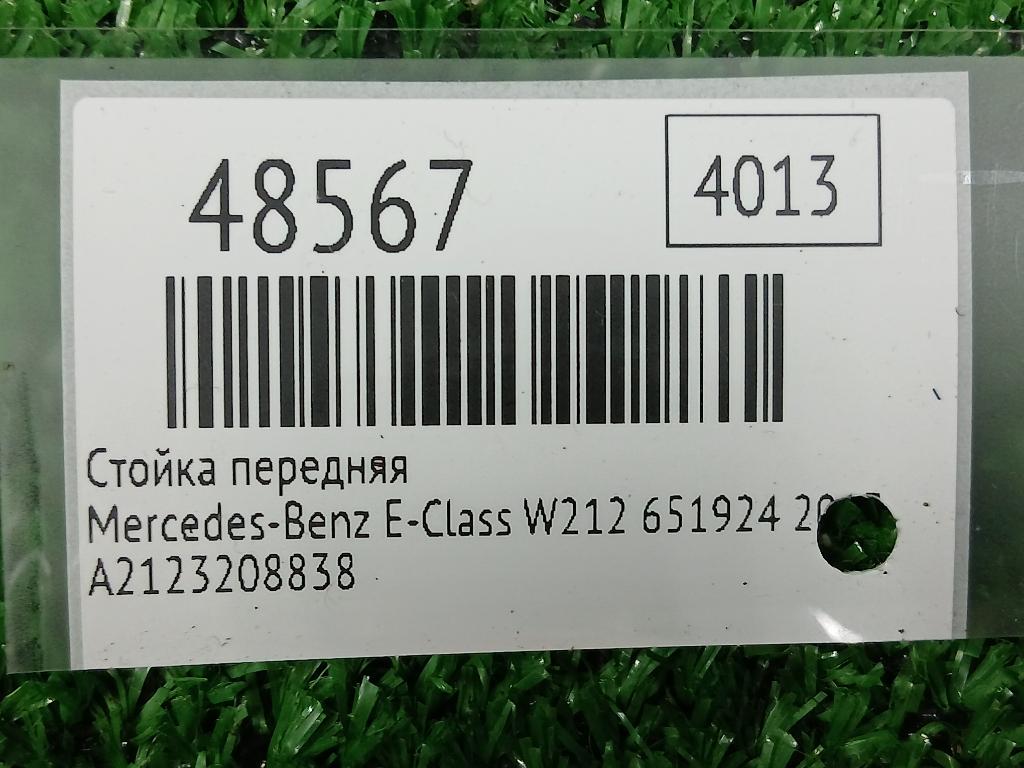 48567
4013
Стойка передняя
Mercedes-Benz E-Class W212 651924
A2123208838